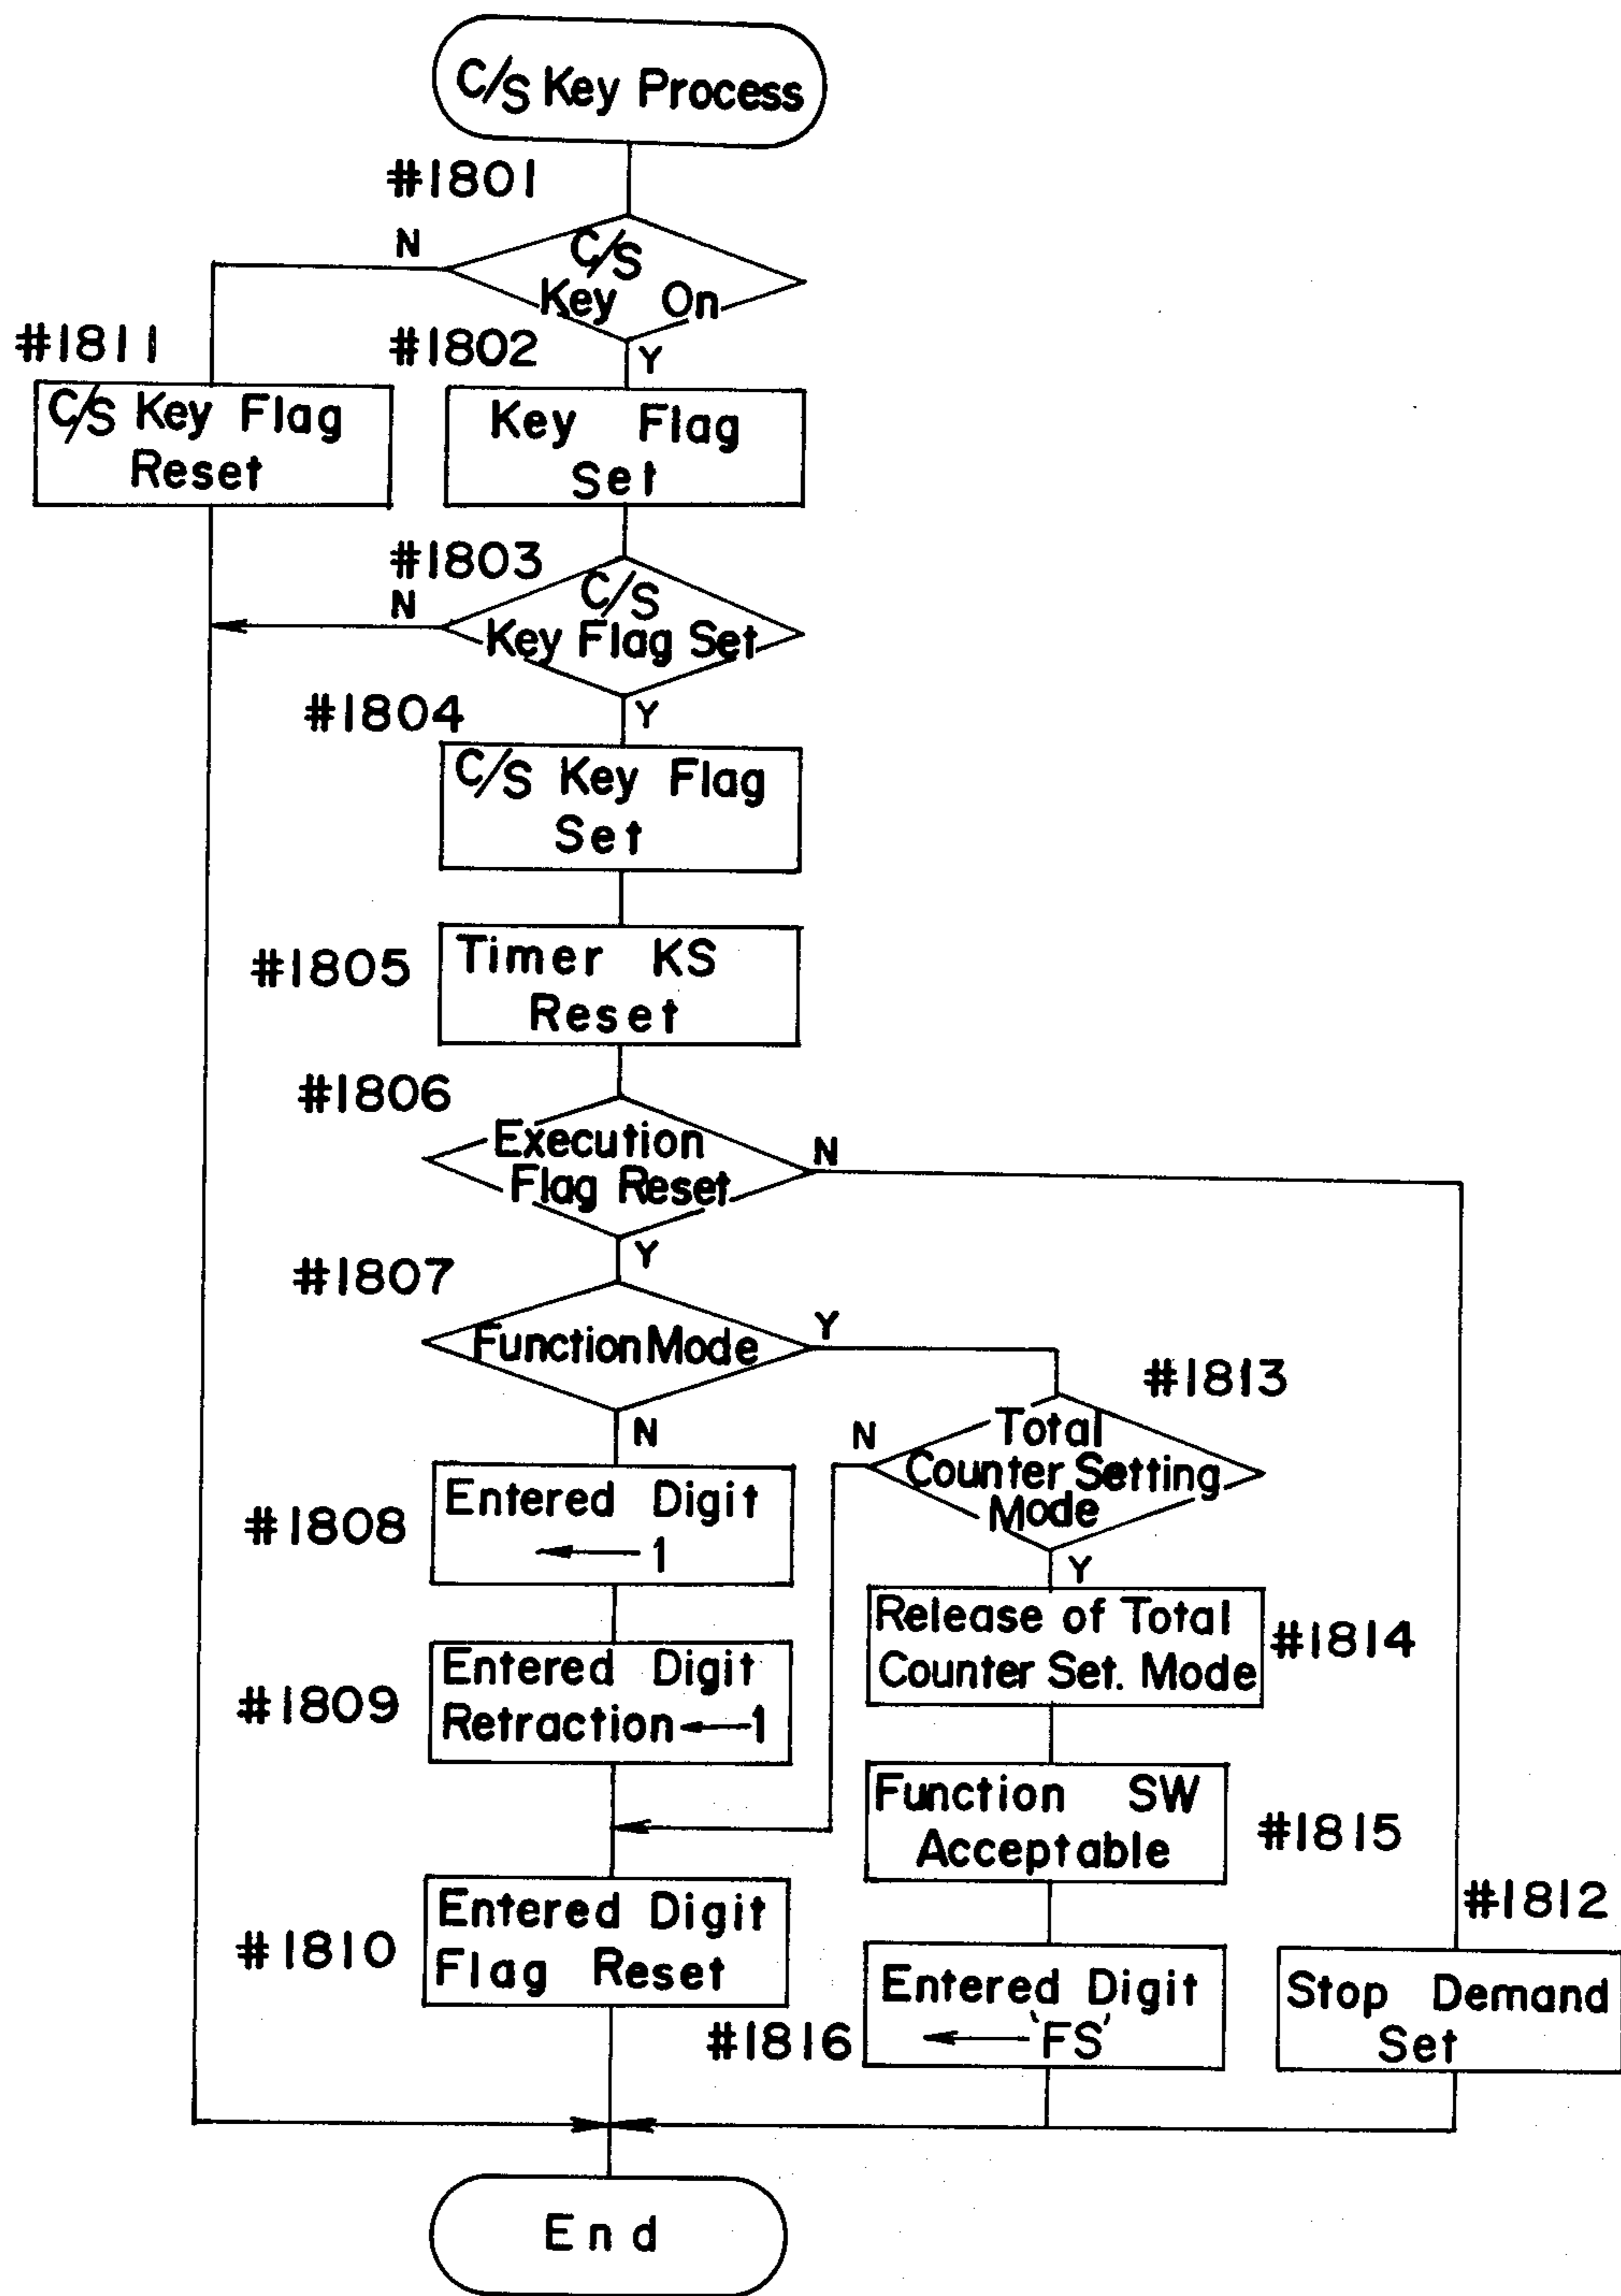 C/S Key Process
#1801
N
C/S
Key On
#1811
#1802
Y
C/S Key Flag
Reset
Key Flag
Set
#1803
N
C/S
Key Flag Set
#1804
Y
C/S Key Flag
Set
#1805
Timer KS
Reset
#1806
Execution
Flag Reset
N
Y
#1807
Function Mode
Y
#1813
N
N
Total
Counter Setting
Mode
Y
#1808
Entered Digit
← 1
Release of Total
Counter Set. Mode
#1814
#1809
Entered Digit
Retraction ← 1
Function SW
Acceptable
#1815
#1812
#1810
Entered Digit
Flag Reset
#1816
Entered Digit
← 'FS'
Stop Demand
Set
End